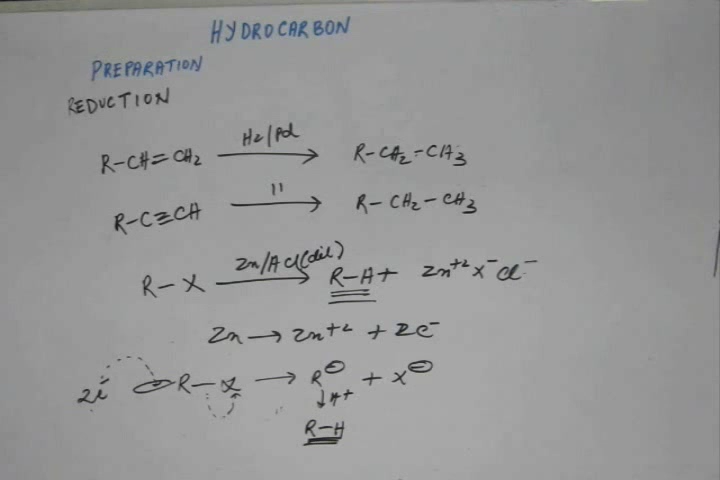 HYDROCARBON
PREPARATION
REDUCTION
R-CH=CH2 H2/Pd → R-CH2-CH3
R-C≡CH 〃 → R-CH2-CH3
R-X Zn/HCl(dil) → R-H + Zn+2 X⁻ Cl⁻
Zn → Zn+2 + 2e⁻
2e⁻ R-X → R⊖ + X⊖
↓H+
R-H